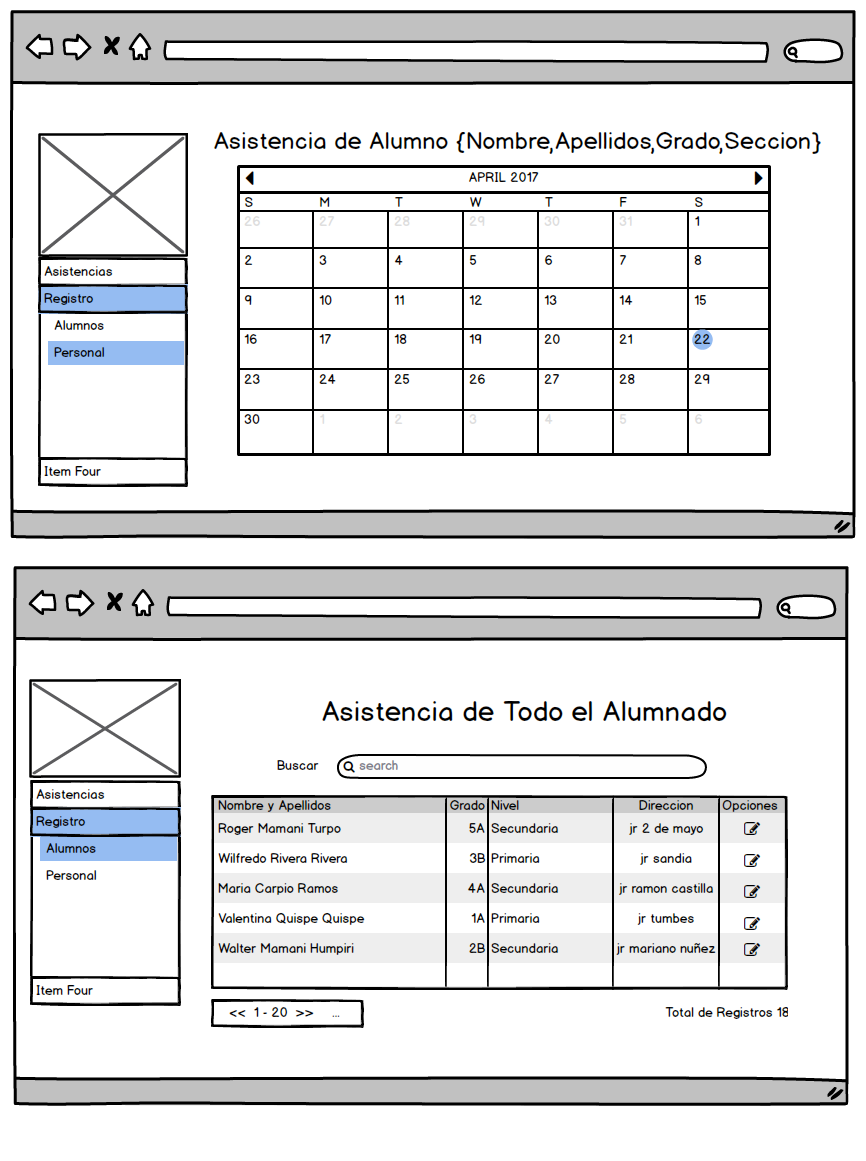 Asistencia de Alumno {Nombre,Apellidos,Grado,Seccion}
APRIL 2017
S M T W T F S
26 27 28 29 30 31 1
2 3 4 5 6 7 8
9 10 11 12 13 14 15
16 17 18 19 20 21 22
23 24 25 26 27 28 29
30 1 2 3 4 5 6
Asistencias
Registro
Alumnos
Personal
Item Four
Asistencia de Todo el Alumnado
Buscar search
Asistencias
Registro
Alumnos
Personal
Item Four
Nombre y Apellidos Grado Nivel Direccion Opciones
Roger Mamani Turpo 5A Secundaria jr 2 de mayo
Wilfredo Rivera Rivera 3B Primaria jr sandia
Maria Carpio Ramos 4A Secundaria jr ramon castilla
Valentina Quispe Quispe 1A Primaria jr tumbes
Walter Mamani Humpiri 2B Secundaria jr mariano nuñez
<< 1 - 20 >> ...
Total de Registros 18